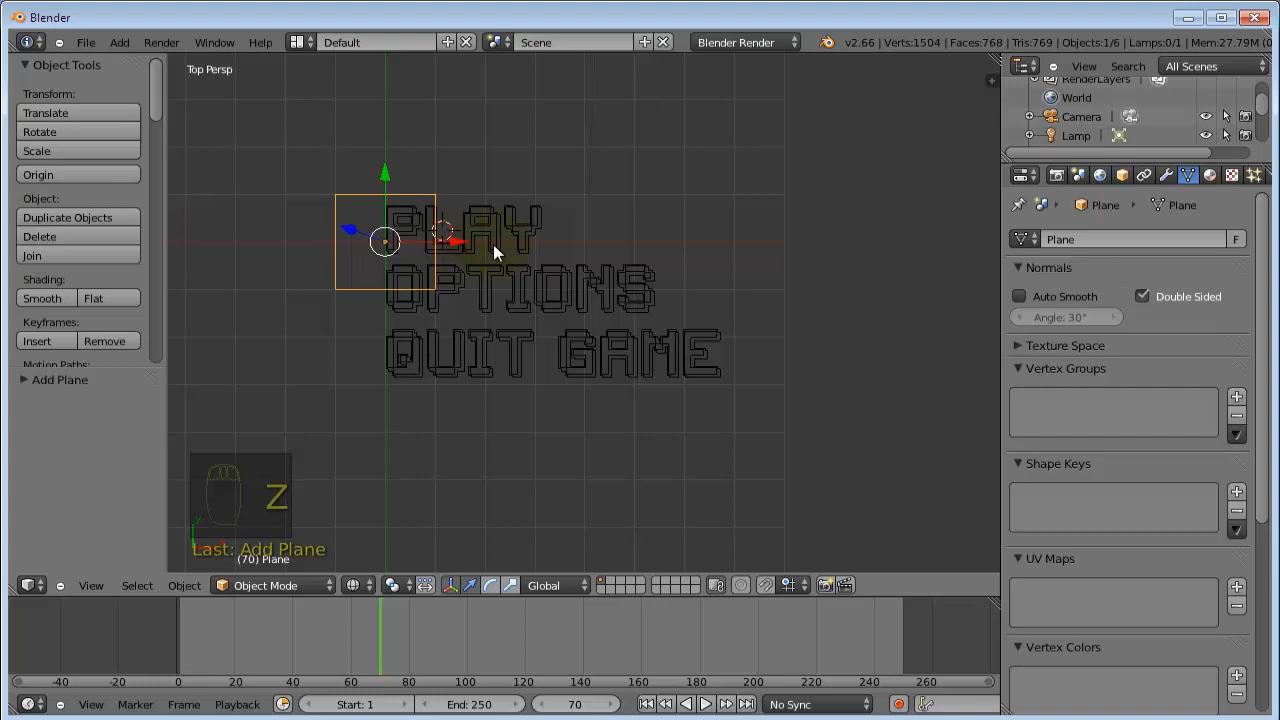 Blender
File Add Render Window Help Default Scene Blender Render v2.66 | Verts:1504 | Faces:768 | Tris:769 | Objects:1/6 | Lamps:0/1 | Mem:27.79M (0
Object Tools
Transform:
Translate
Rotate
Scale
Origin
Object:
Duplicate Objects
Delete
Join
Shading:
Smooth Flat
Keyframes:
Insert Remove
Motion Paths:
Add Plane
Top Persp
PLAY
OPTIONS
QUIT GAME
Z
Last: Add Plane
(70) Plane
View Search All Scenes
RenderLayers
World
Camera
Lamp
Plane Plane
Plane F
Normals
Auto Smooth Double Sided
Angle: 30°
Texture Space
Vertex Groups
Shape Keys
UV Maps
Vertex Colors
View Select Object Object Mode Global
-40 -20 0 20 40 60 80 100 120 140 160 180 200 220 240 260 280
View Marker Frame Playback Start: 1 End: 250 70 No Sync